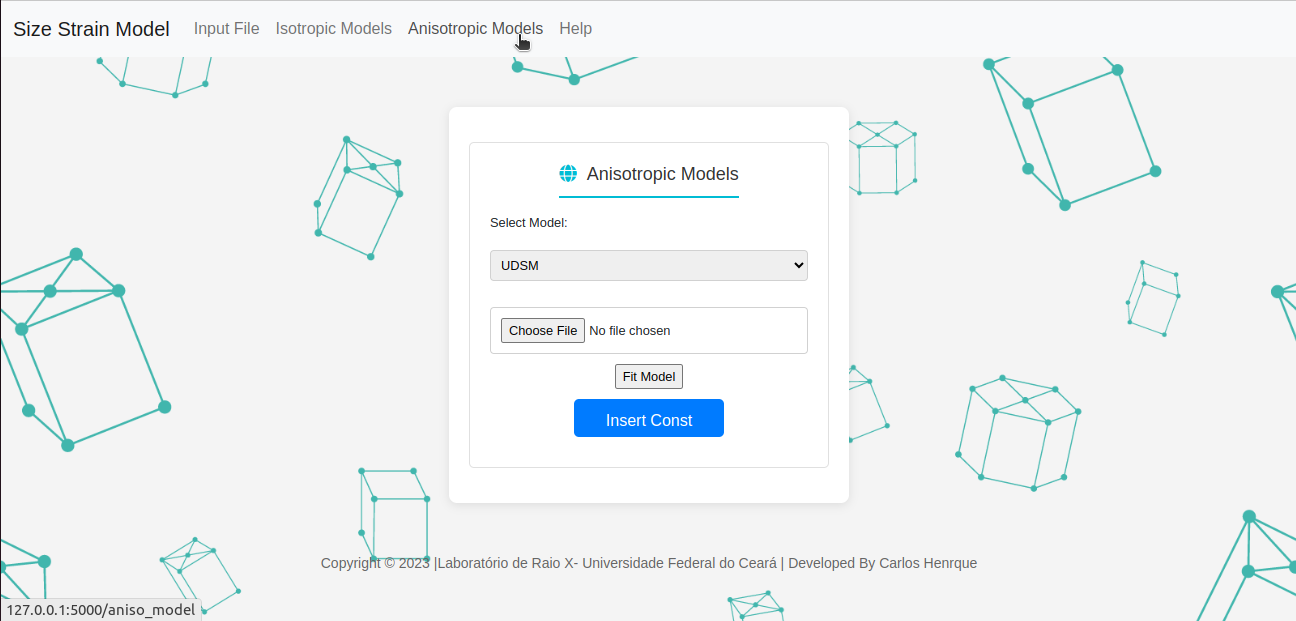 Size Strain Model Input File Isotropic Models Anisotropic Models Help
Anisotropic Models
Select Model:
UDSM
Choose File No file chosen
Fit Model
Insert Const
Copyright © 2023 |Laboratório de Raio X- Universidade Federal do Ceará | Developed By Carlos Henrque
127.0.0.1:5000/aniso_model